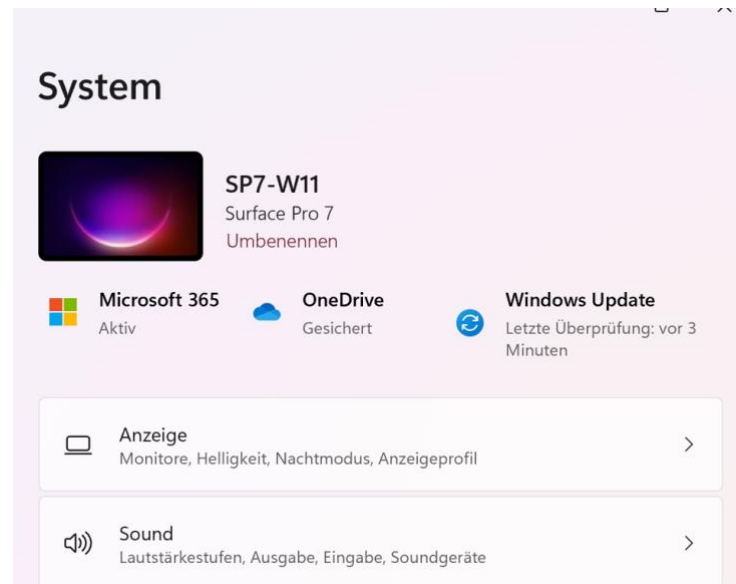 System
SP7-W11
Surface Pro 7
Umbenennen
Microsoft 365
Aktiv
OneDrive
Gesichert
Windows Update
Letzte Überprüfung: vor 3
Minuten
Anzeige
Monitore, Helligkeit, Nachtmodus, Anzeigeprofil
Sound
Lautstärkestufen, Ausgabe, Eingabe, Soundgeräte